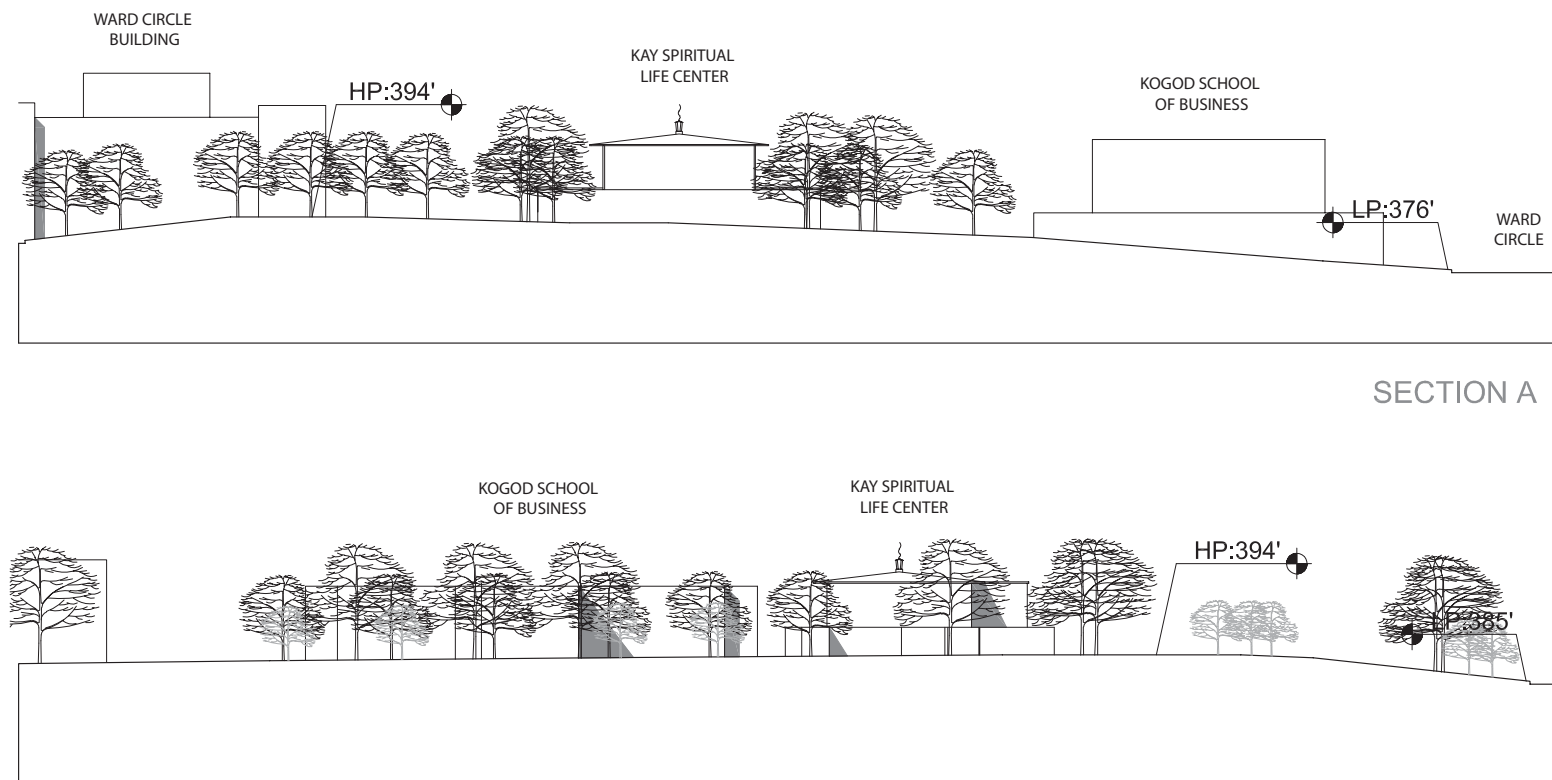 WARD CIRCLE
BUILDING
KAY SPIRITUAL
LIFE CENTER
KOGOD SCHOOL
OF BUSINESS
HP:394'
LP:376'
WARD
CIRCLE
SECTION A
KOGOD SCHOOL
OF BUSINESS
KAY SPIRITUAL
LIFE CENTER
HP:394'
LP:385'